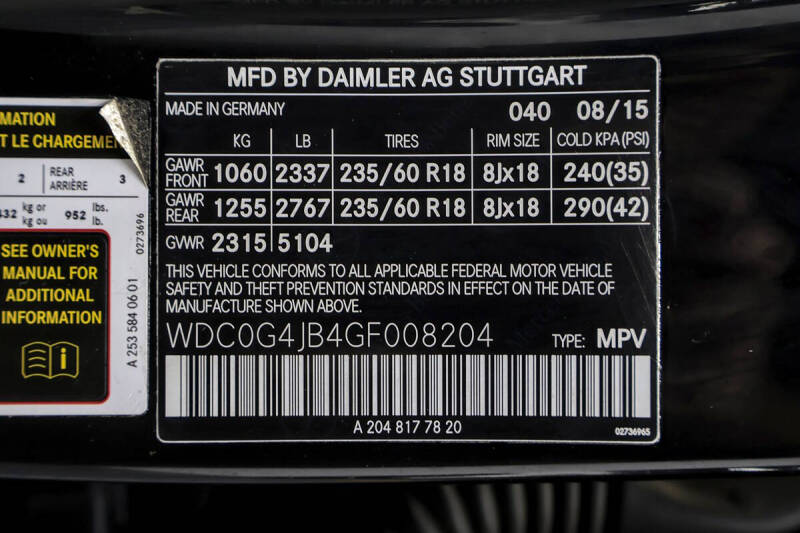 MATION
T LE CHARGEMEN
2 REAR ARRIÈRE 3
432 kg or kg ou 952 lbs. lb.
SEE OWNER'S
MANUAL FOR
ADDITIONAL
INFORMATION
A 253 584 06 01
0273696
MFD BY DAIMLER AG STUTTGART
MADE IN GERMANY 040 08/15
KG LB TIRES RIM SIZE COLD KPA (PSI)
GAWR FRONT 1060 2337 235/60 R18 8Jx18 240(35)
GAWR REAR 1255 2767 235/60 R18 8Jx18 290(42)
GVWR 2315 5104
THIS VEHICLE CONFORMS TO ALL APPLICABLE FEDERAL MOTOR VEHICLE
SAFETY AND THEFT PREVENTION STANDARDS IN EFFECT ON THE DATE OF
MANUFACTURE SHOWN ABOVE.
WDC0G4JB4GF008204 TYPE: MPV
A 204 817 78 20
02736965